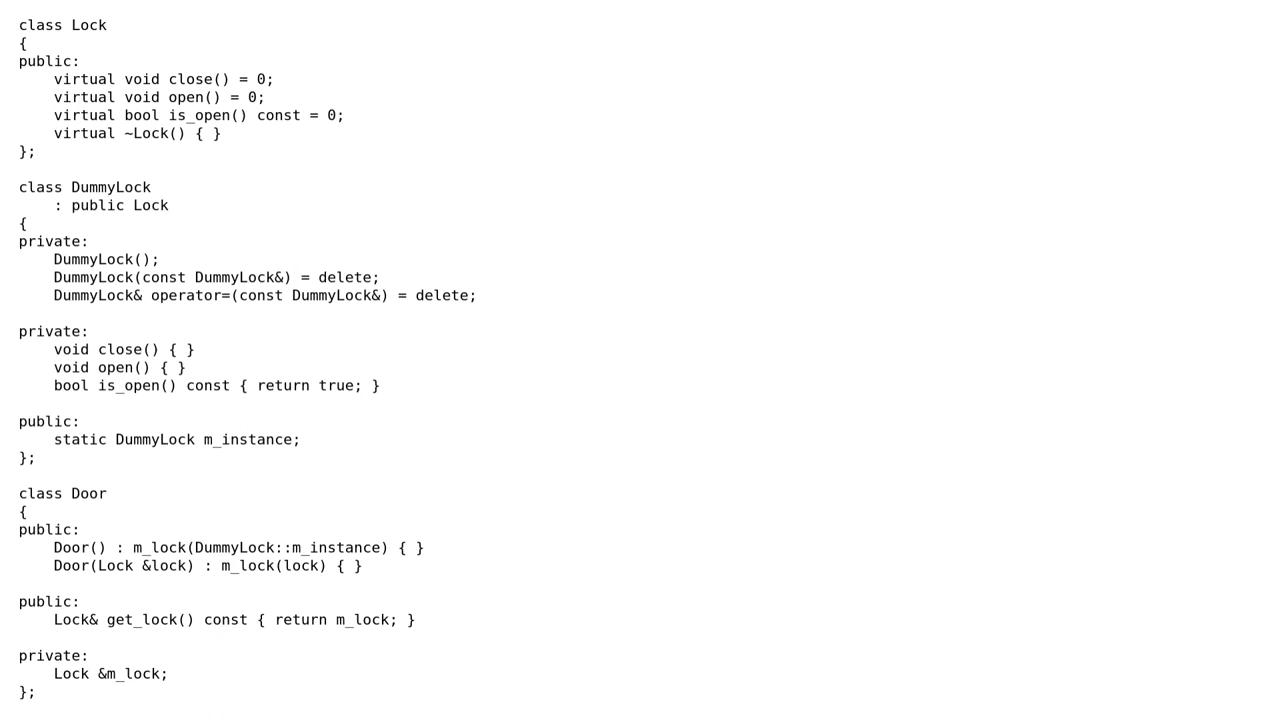 class Lock
{
public:
    virtual void close() = 0;
    virtual void open() = 0;
    virtual bool is_open() const = 0;
    virtual ~Lock() { }
};

class DummyLock
    : public Lock
{
private:
    DummyLock();
    DummyLock(const DummyLock&) = delete;
    DummyLock& operator=(const DummyLock&) = delete;

private:
    void close() { }
    void open() { }
    bool is_open() const { return true; }

public:
    static DummyLock m_instance;
};

class Door
{
public:
    Door() : m_lock(DummyLock::m_instance) { }
    Door(Lock &lock) : m_lock(lock) { }

public:
    Lock& get_lock() const { return m_lock; }

private:
    Lock &m_lock;
};